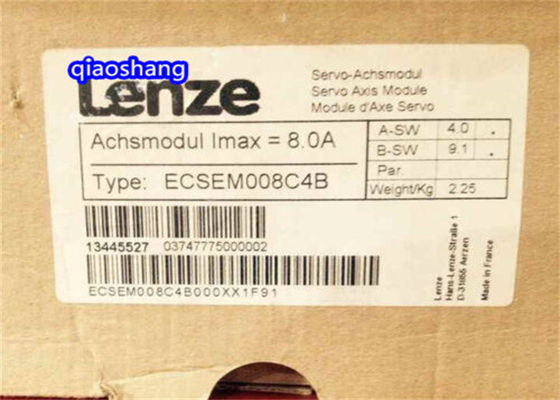 qiaoshang
Lenze
Servo-Achsmodul
Servo Axis Module
Module d'Axe Servo
Achsmodul Imax = 8.0A
Type: ECSEM008C4B
A-SW 4.0 .
B-SW 9.1 .
Par.
Weight/Kg 2.25
13445527 03747775000002
ECSEM008C4B000XX1F91
Lenze
Hans-Lenze-Straße 1
D-31855 Aerzen
Made in France